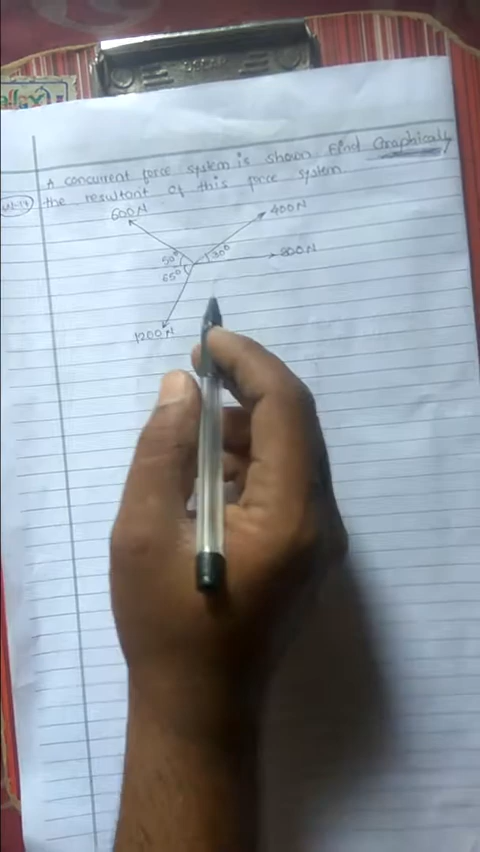 A concurrent force system is shown. Find Graphically
the resultant of this force system.
600N
400N
50°
30°
800N
65°
1200N